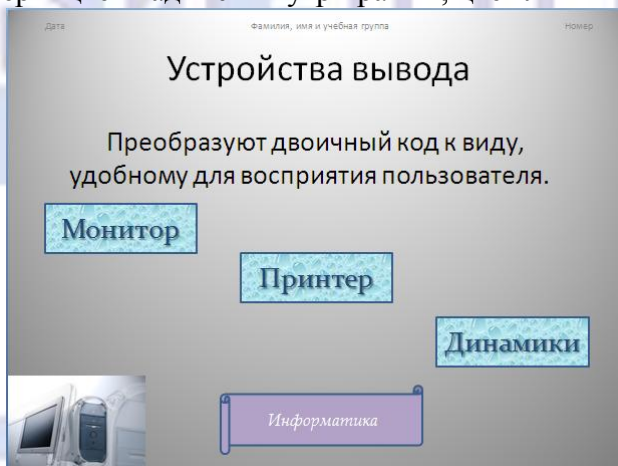 Дата Фамилия, имя и учебная группа Номер
Устройства вывода
Преобразуют двоичный код к виду,
удобному для восприятия пользователя.
Монитор
Принтер
Динамики
Информатика